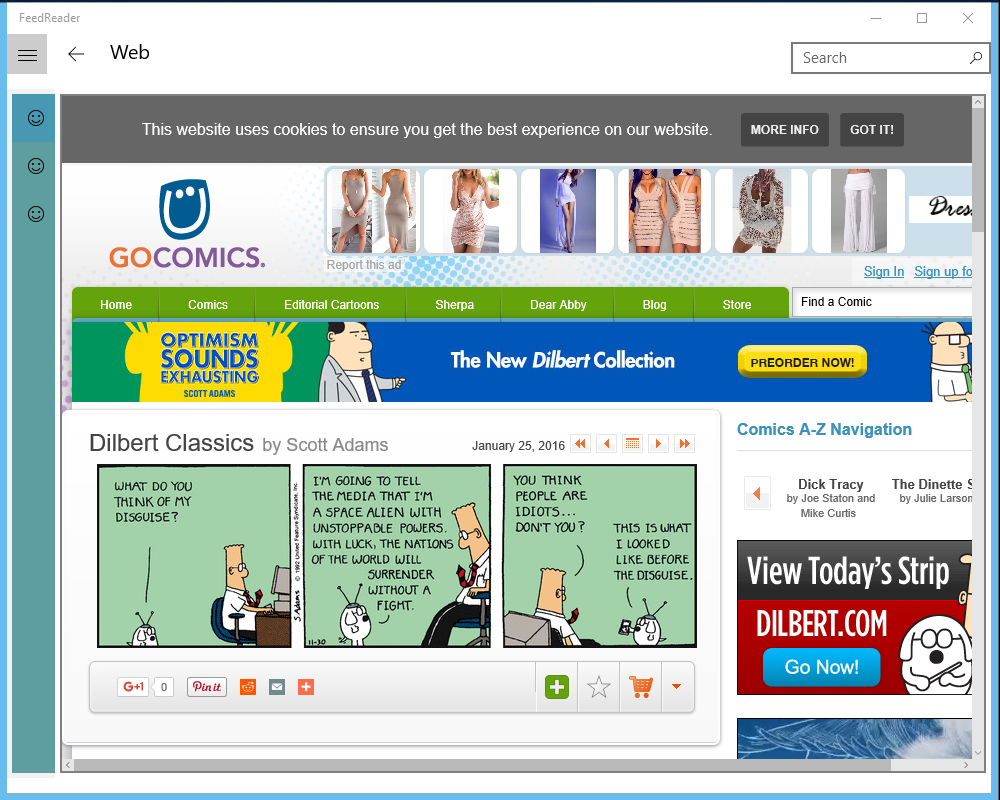 FeedReader
Web
Search
This website uses cookies to ensure you get the best experience on our website.
MORE INFO
GOT IT!
GOCOMICS.
Dres
Report this ad
Sign In
Sign up fo
Home
Comics
Editorial Cartoons
Sherpa
Dear Abby
Blog
Store
Find a Comic
OPTIMISM
SOUNDS
EXHAUSTING
SCOTT ADAMS
The New Dilbert Collection
PREORDER NOW!
Dilbert Classics by Scott Adams
January 25, 2016
WHAT DO YOU
THINK OF MY
DISGUISE?
S.Adams © 1992 United Feature Syndicate, Inc.
I'M GOING TO TELL
THE MEDIA THAT I'M
A SPACE ALIEN WITH
UNSTOPPABLE POWERS.
WITH LUCK, THE NATIONS
OF THE WORLD WILL
SURRENDER
WITHOUT A
FIGHT.
11-30
YOU THINK
PEOPLE ARE
IDIOTS...
DON'T YOU?
THIS IS WHAT
I LOOKED
LIKE BEFORE
THE DISGUISE.
G+1
0
Pin it
Comics A-Z Navigation
Dick Tracy
by Joe Staton and
Mike Curtis
The Dinette S
by Julie Larson
View Today's Strip
DILBERT.COM
Go Now!